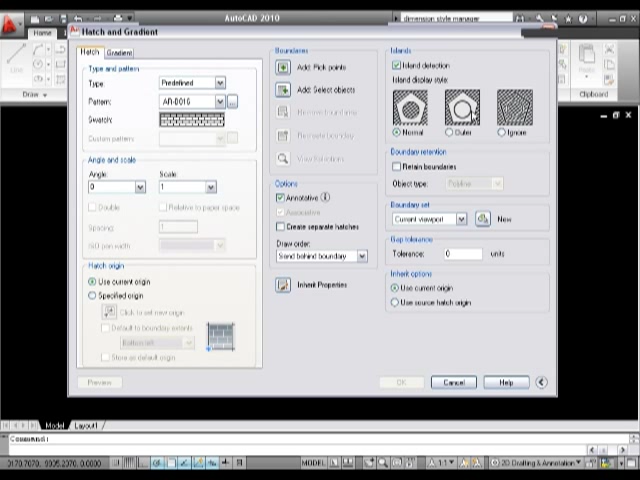 AutoCAD 2010
dimension style manager
Home
Hatch and Gradient
Hatch
Gradient
Type and pattern
Type:
Predefined
Pattern:
AR-B816
Swatch:
Custom pattern:
Angle and scale
Angle:
Scale:
0
1
Double
Relative to paper space
Spacing:
1
ISO pen width:
Hatch origin
Use current origin
Specified origin
Click to set new origin
Default to boundary extents
Bottom left
Store as default origin
Preview
Boundaries
Add: Pick points
Add: Select objects
Remove boundaries
Recreate boundary
View Selections
Options
Annotative
Associative
Create separate hatches
Draw order:
Send behind boundary
Inherit Properties
Islands
Island detection
Island display style:
Normal
Outer
Ignore
Boundary retention
Retain boundaries
Object type:
Polyline
Boundary set
Current viewport
New
Gap tolerance
Tolerance:
0
units
Inherit options
Use current origin
Use source hatch origin
OK
Cancel
Help
Line
Draw
Paste
Clipboard
Model
Layout1
Command:
MODEL
1:1
2D Drafting & Annotation